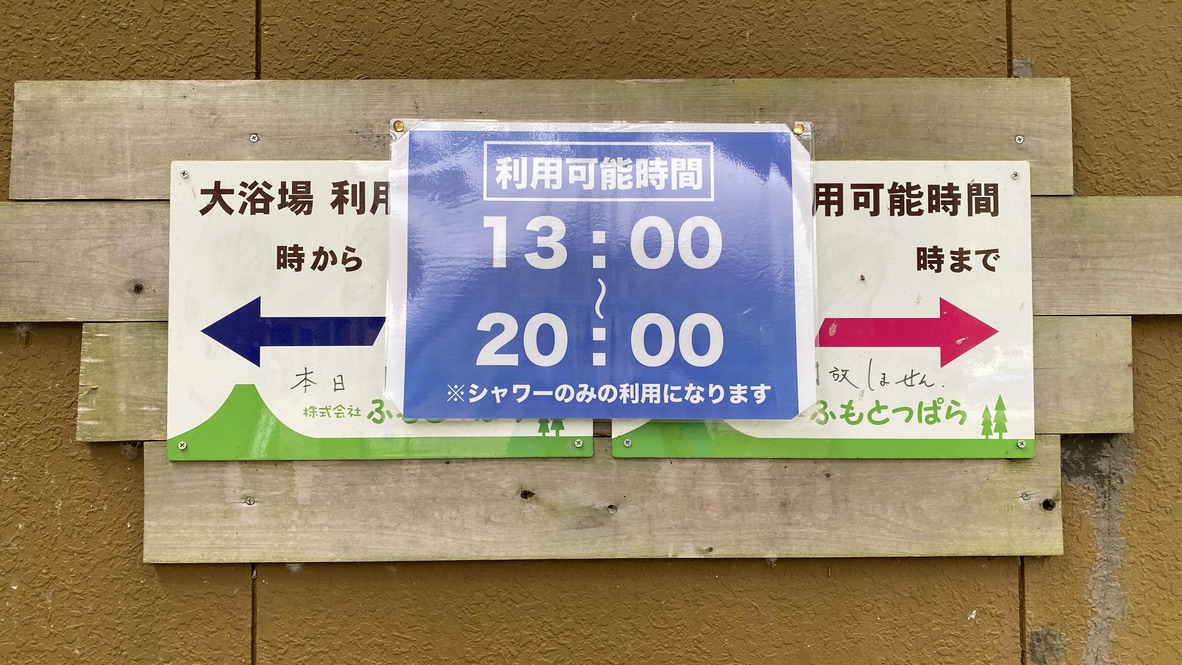 利用可能時間
13:00
〜
20:00
※シャワーのみの利用になります
大浴場 利用
時から
本日
株式会社 ふ
用可能時間
時まで
放しません.
ふもとっぱら